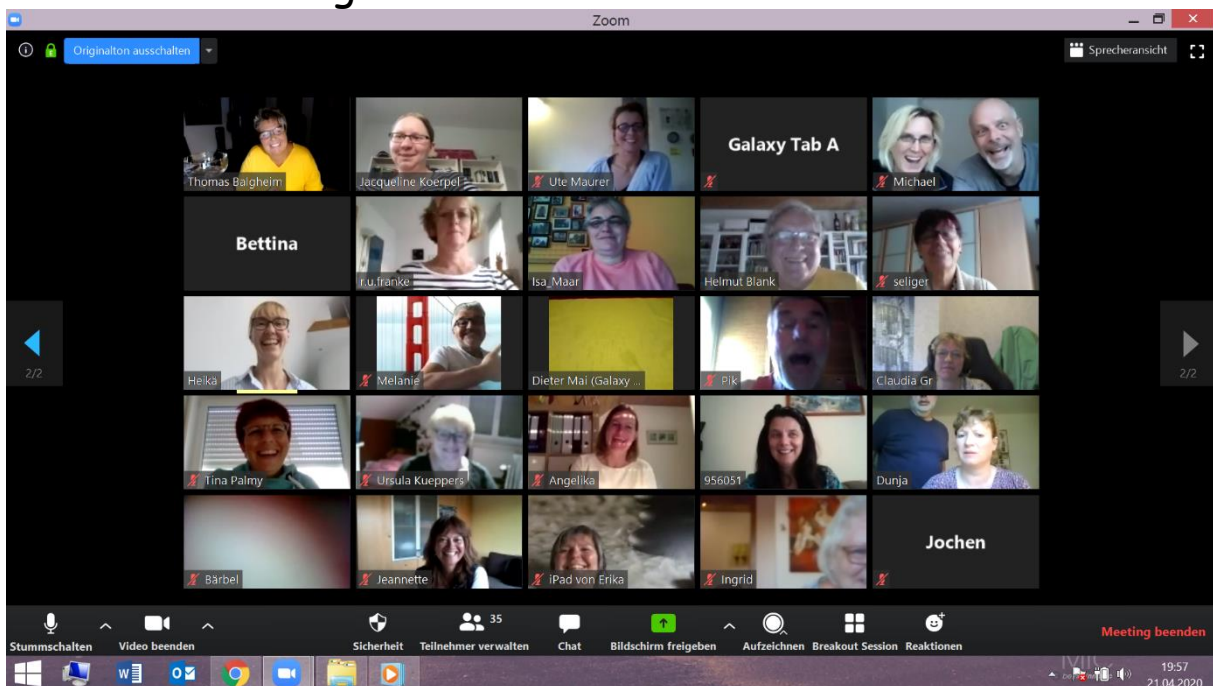 g
Zoom
Originalton ausschalten
Sprecheransicht
Thomas Balgheim
Jacqueline Koerpel
Ute Maurer
Galaxy Tab A
Michael
Bettina
r.u.franke
Isa_Maar
Helmut Blank
seliger
Heikä
Melanie
Dieter Mai (Galaxy ...
Pik
Claudia Gr
2/2
2/2
Tina Palmy
Ursula Kueppers
Angelika
956051
Dunja
Bärbel
Jeannette
iPad von Erika
Ingrid
Jochen
35
Stummschalten
Video beenden
Sicherheit
Teilnehmer verwalten
Chat
Bildschirm freigeben
Aufzeichnen
Breakout Session
Reaktionen
Meeting beenden
19:57
21.04.2020